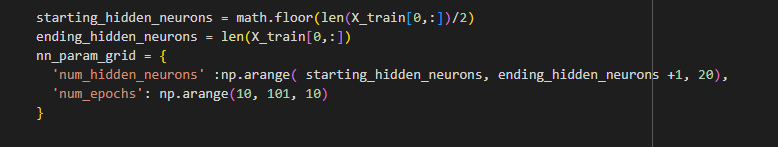 starting_hidden_neurons = math.floor(len(X_train[0,:])/2)
ending_hidden_neurons = len(X_train[0,:])
nn_param_grid = {
  'num_hidden_neurons' :np.arange( starting_hidden_neurons, ending_hidden_neurons +1, 20),
  'num_epochs': np.arange(10, 101, 10)
}